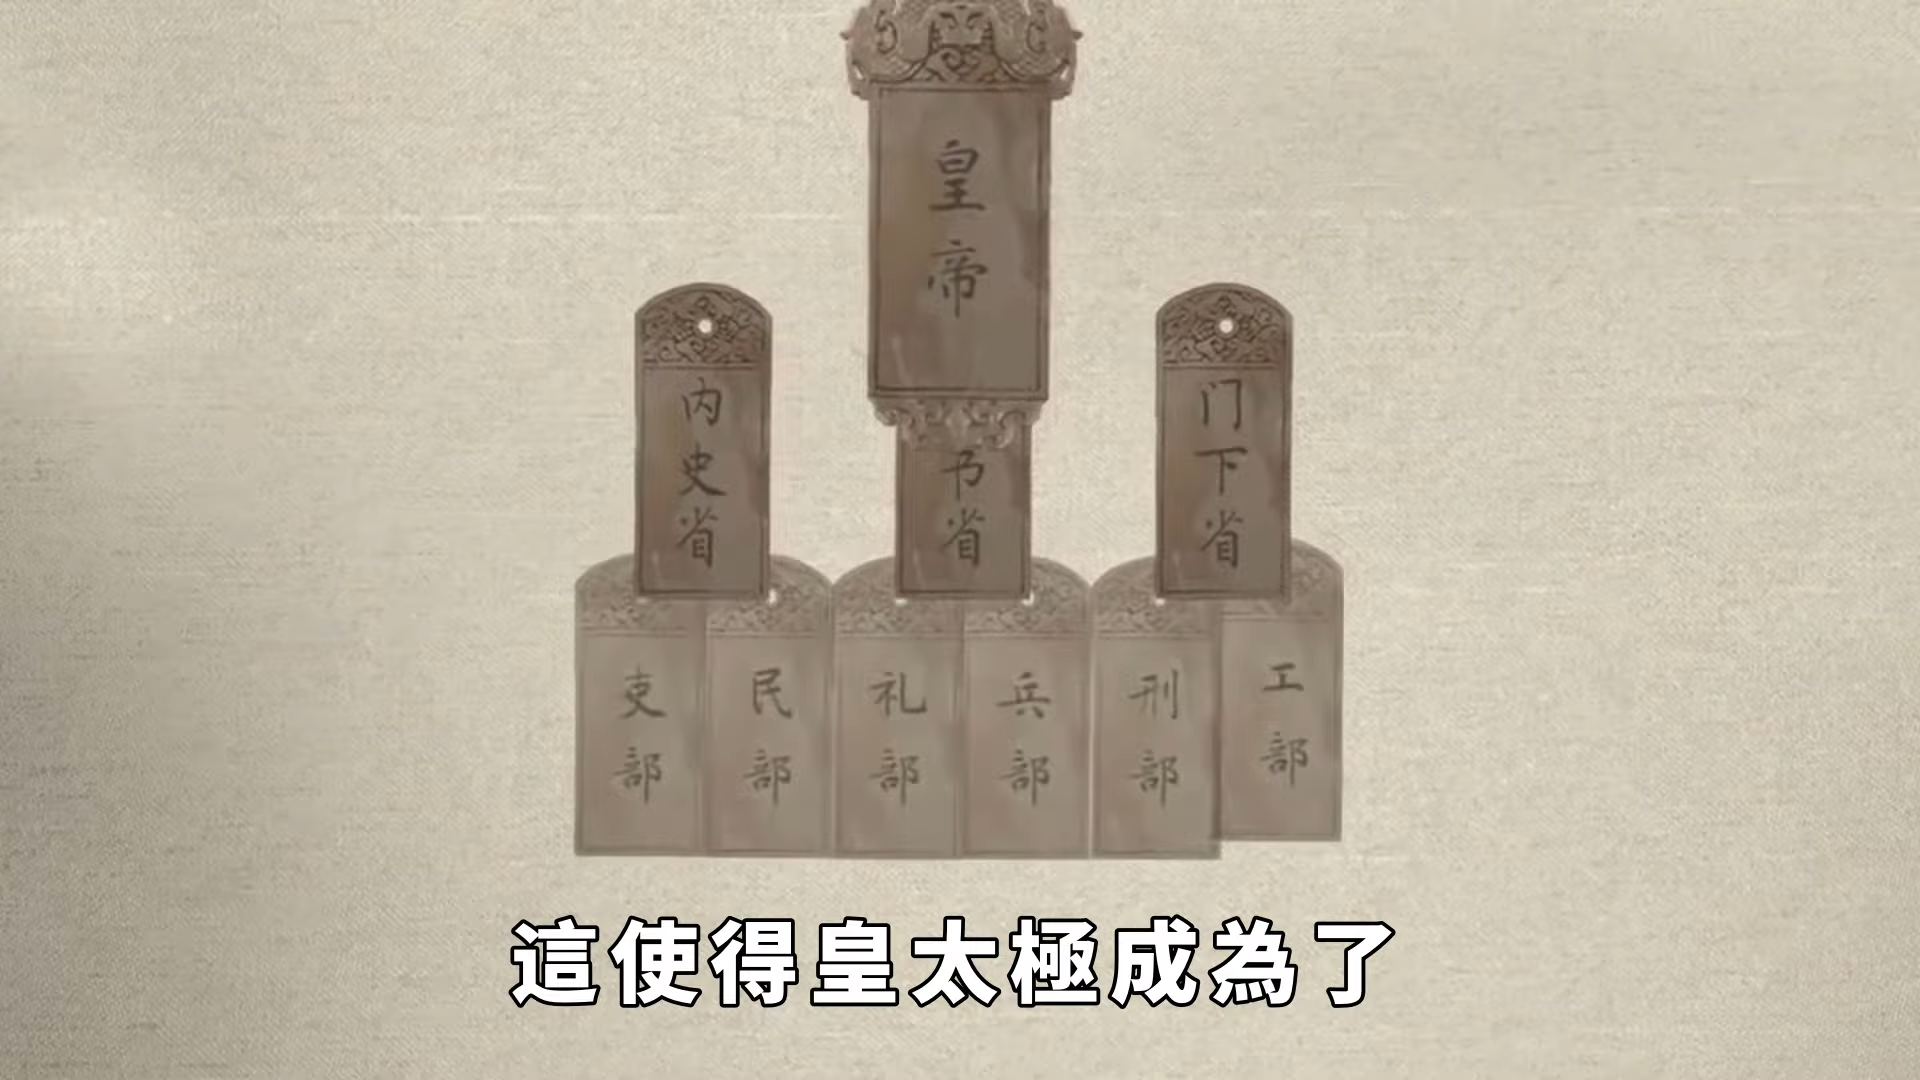 皇帝
内史省
书省
门下省
吏部
民部
礼部
兵部
刑部
工部
這使得皇太極成為了